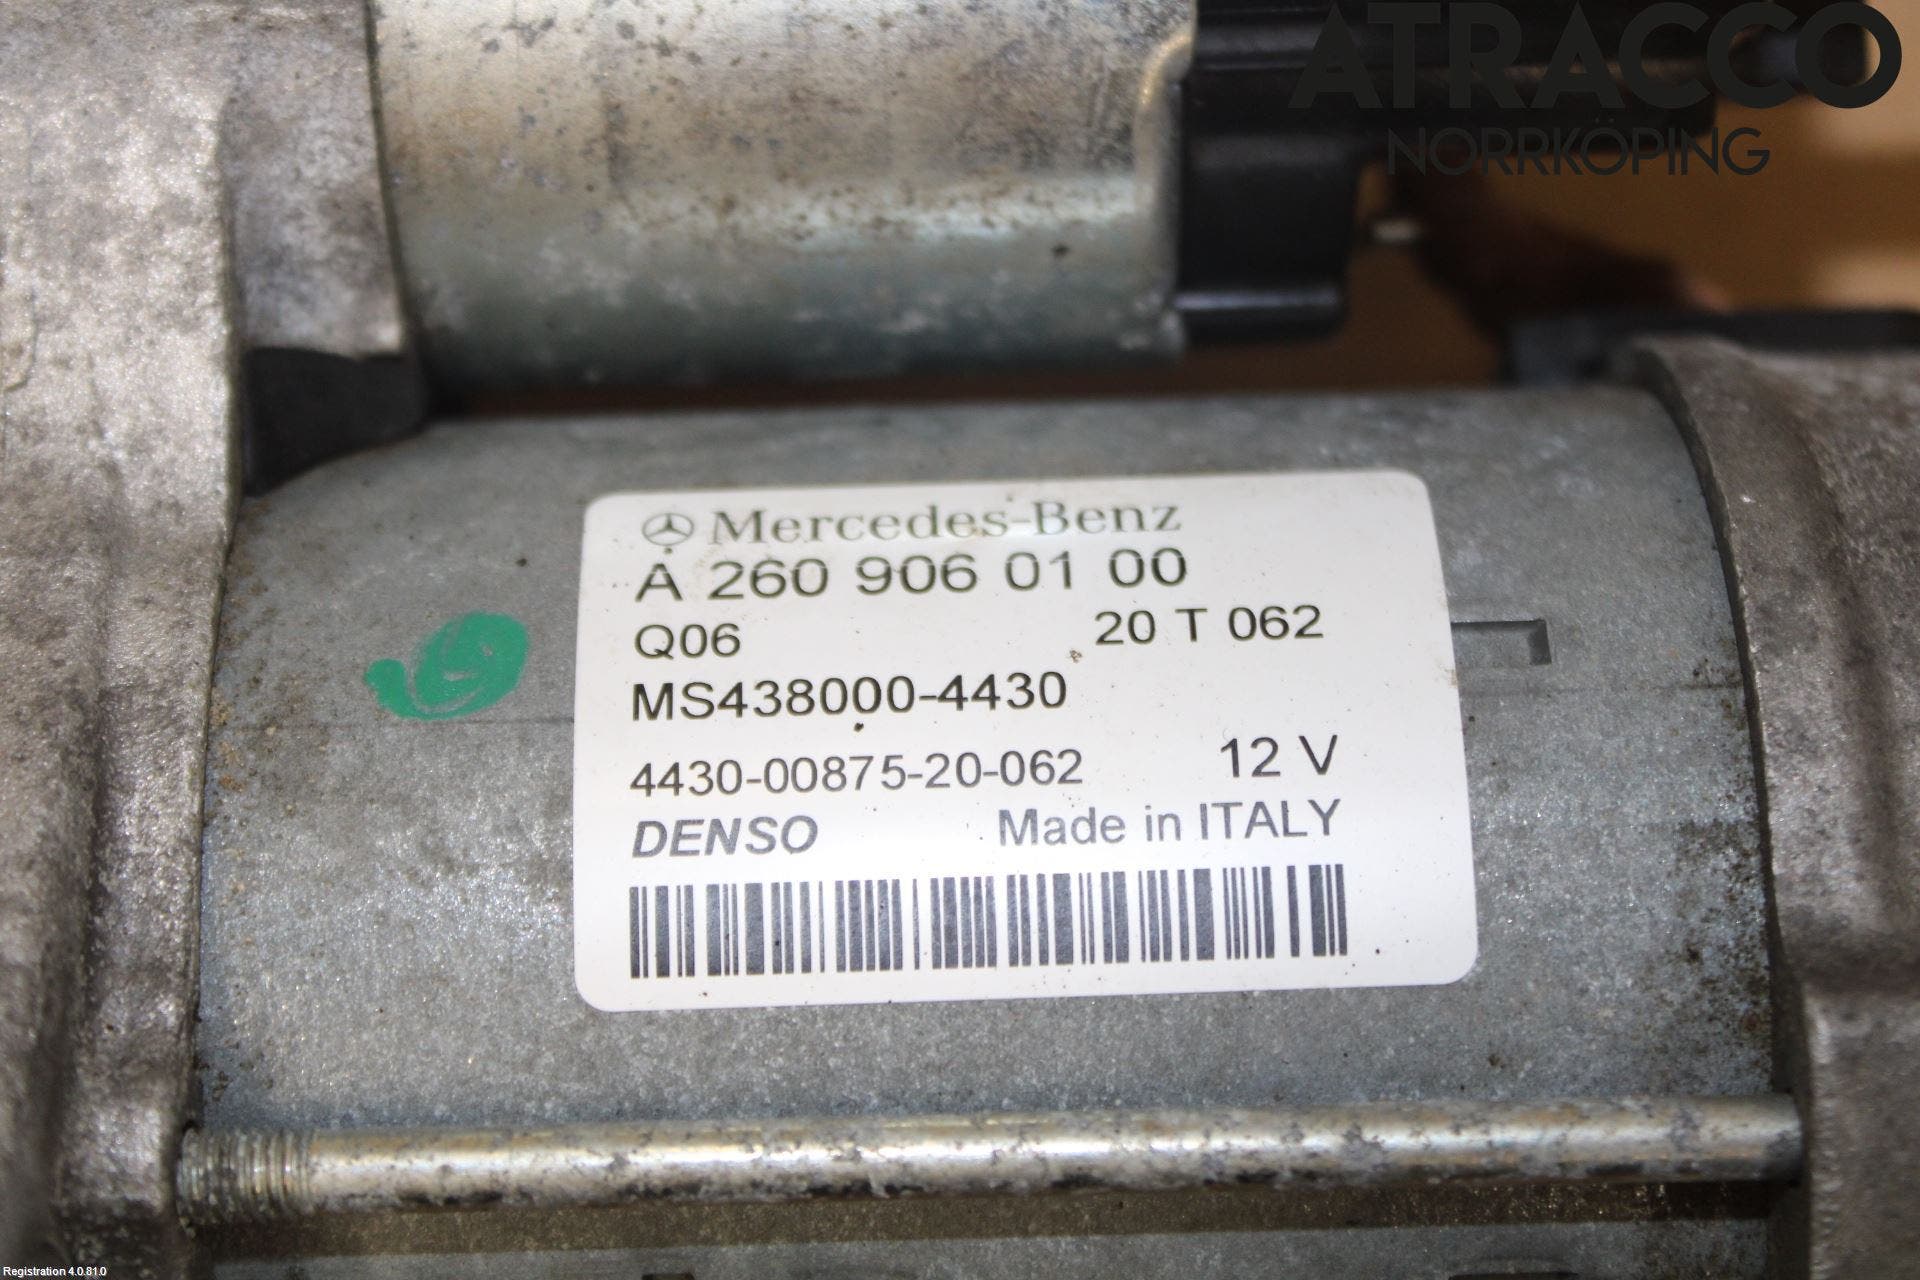 ATRACCO
NORRKÖPING
Mercedes-Benz
A 260 906 01 00
Q06 20 T 062
MS438000-4430
4430-00875-20-062 12 V
DENSO Made in ITALY
Registration 4.0.81.0